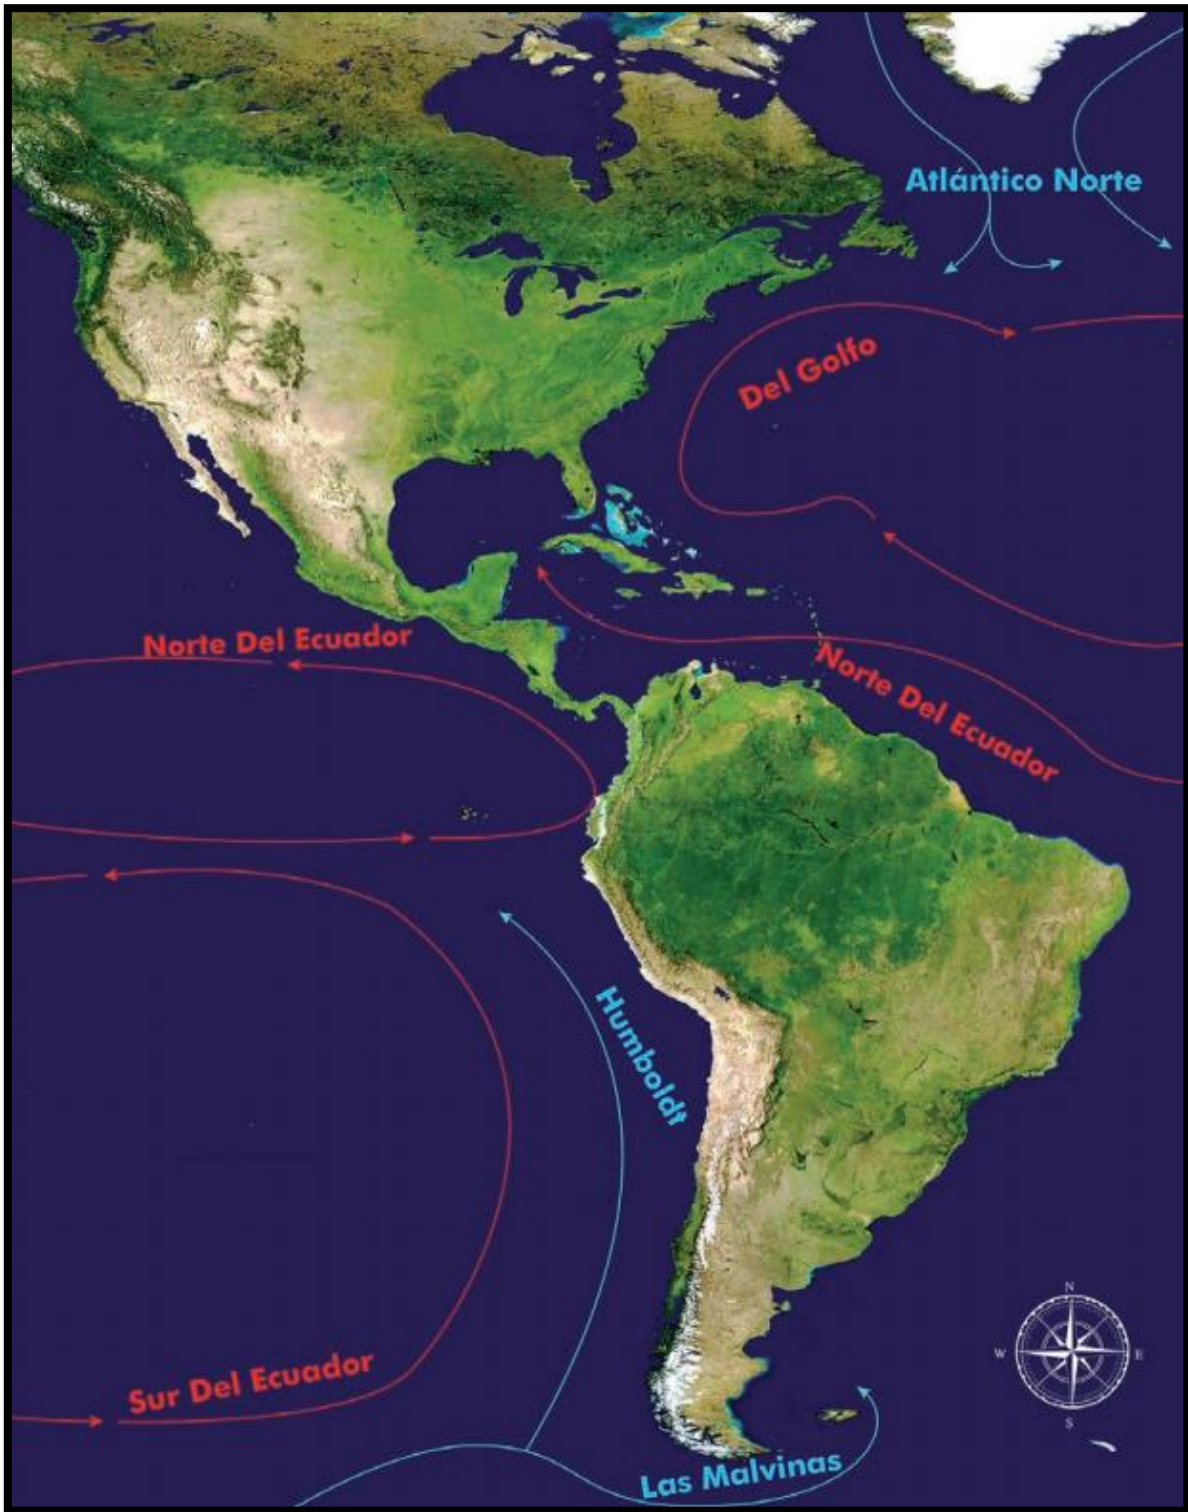 Atlántico Norte
Del Golfo
Norte Del Ecuador
Norte Del Ecuador
Humboldt
N
W
E
S
Sur Del Ecuador
Las Malvinas